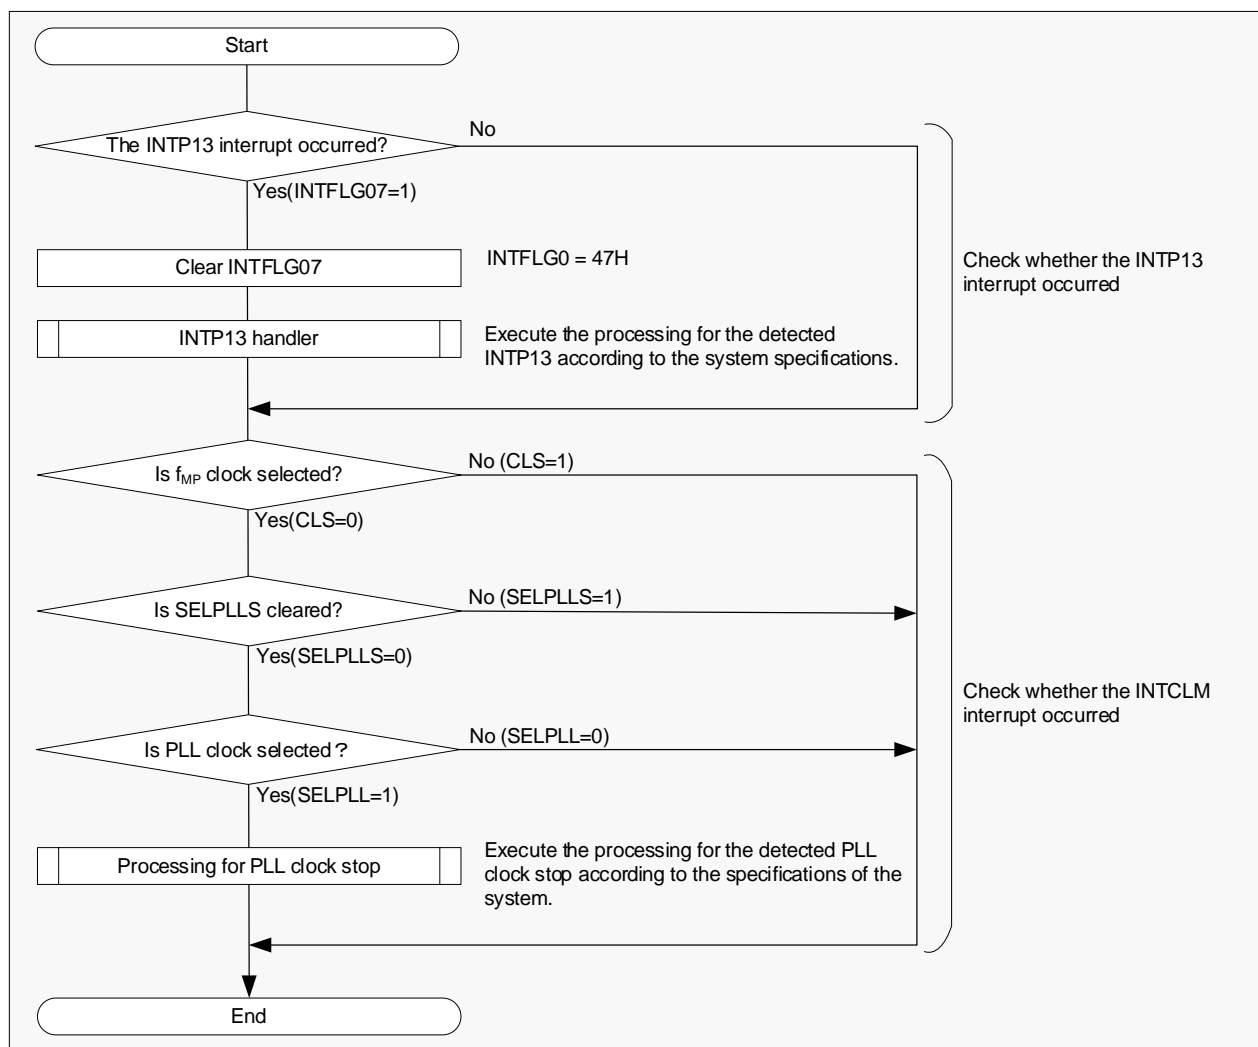 Start
The INTP13 interrupt occurred?
No
Yes(INTFLG07=1)
Clear INTFLG07
INTFLG0 = 47H
Check whether the INTP13
interrupt occurred
INTP13 handler
Execute the processing for the detected
INTP13 according to the system specifications.
Is fMP clock selected?
No (CLS=1)
Yes(CLS=0)
Is SELPLLS cleared?
No (SELPLLS=1)
Yes(SELPLLS=0)
Check whether the INTCLM
interrupt occurred
Is PLL clock selected ?
No (SELPLL=0)
Yes(SELPLL=1)
Processing for PLL clock stop
Execute the processing for the detected PLL
clock stop according to the specifications of the
system.
End